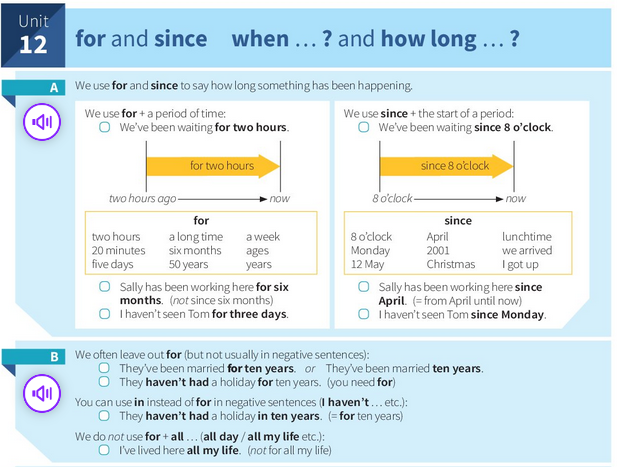 Unit
12
for and since when … ? and how long … ?
A
We use for and since to say how long something has been happening.
We use for + a period of time:
We’ve been waiting for two hours.
for two hours
two hours ago
now
for
two hours a long time a week
20 minutes six months ages
five days 50 years years
Sally has been working here for six
months. (not since six months)
I haven’t seen Tom for three days.
We use since + the start of a period:
We’ve been waiting since 8 o’clock.
since 8 o’clock
8 o’clock
now
since
8 o’clock April lunchtime
Monday 2001 we arrived
12 May Christmas I got up
Sally has been working here since
April. (= from April until now)
I haven’t seen Tom since Monday.
B
We often leave out for (but not usually in negative sentences):
They’ve been married for ten years. or They’ve been married ten years.
They haven’t had a holiday for ten years. (you need for)
You can use in instead of for in negative sentences (I haven’t … etc.):
They haven’t had a holiday in ten years. (= for ten years)
We do not use for + all … (all day / all my life etc.):
I’ve lived here all my life. (not for all my life)